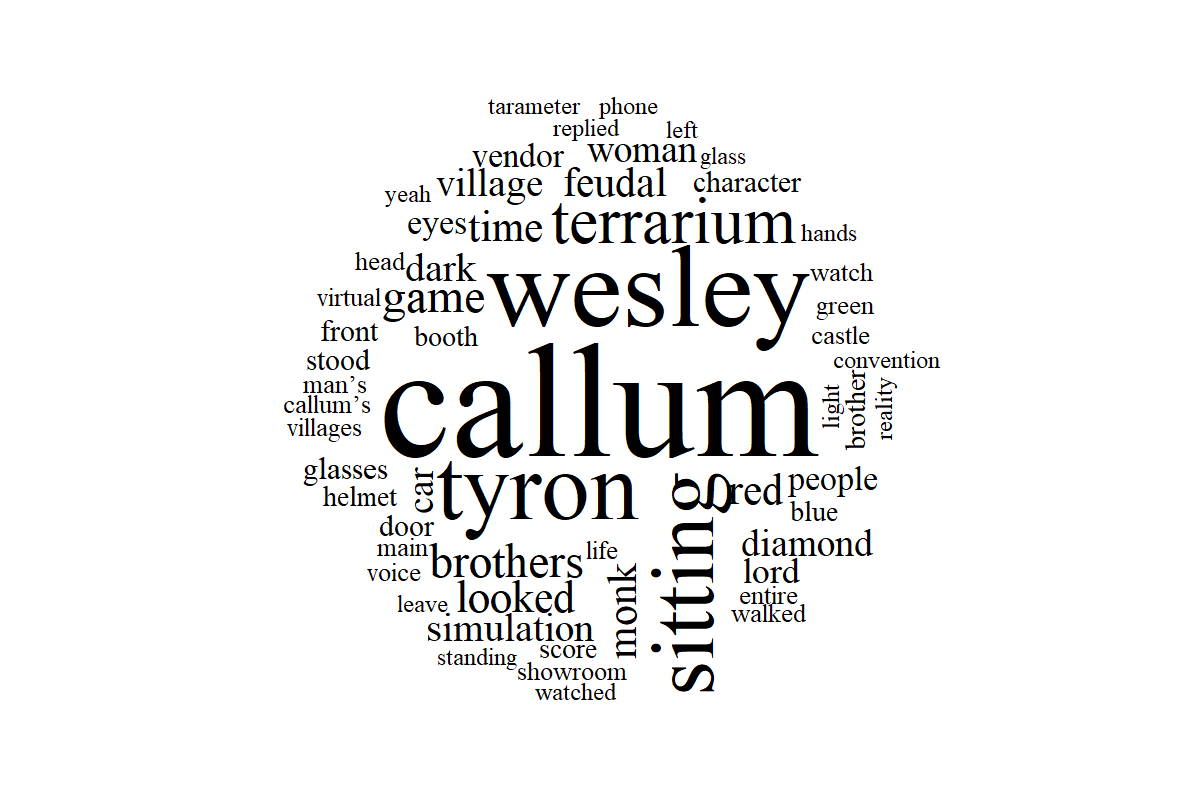 tarameter phone
replied left
vendor woman glass
yeah village feudal character
eyes time terrarium hands
head dark wesley watch
virtual game green
front booth castle
stood callum convention
man's light brother reality
callum's
villages
glasses car tyron sitting red people
helmet blue
door
main brothers life diamond
voice monk lord
leave looked entire
simulation walked
standing score
showroom
watched